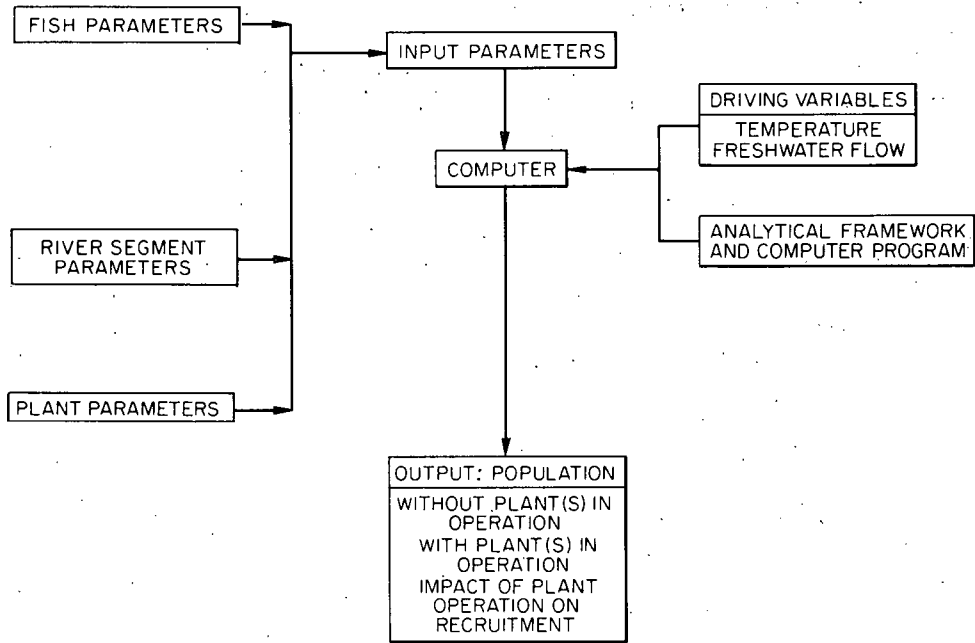 FISH PARAMETERS
INPUT PARAMETERS
DRIVING VARIABLES
TEMPERATURE
FRESHWATER FLOW
COMPUTER
RIVER SEGMENT
PARAMETERS
ANALYTICAL FRAMEWORK
AND COMPUTER PROGRAM
PLANT PARAMETERS
OUTPUT: POPULATION
WITHOUT PLANT(S) IN
OPERATION
WITH PLANT(S) IN
OPERATION
IMPACT OF PLANT
OPERATION ON
RECRUITMENT